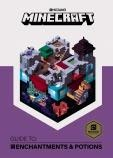 MOJANG
MINECRAFT
GUIDE TO:
ENCHANTMENTS & POTIONS